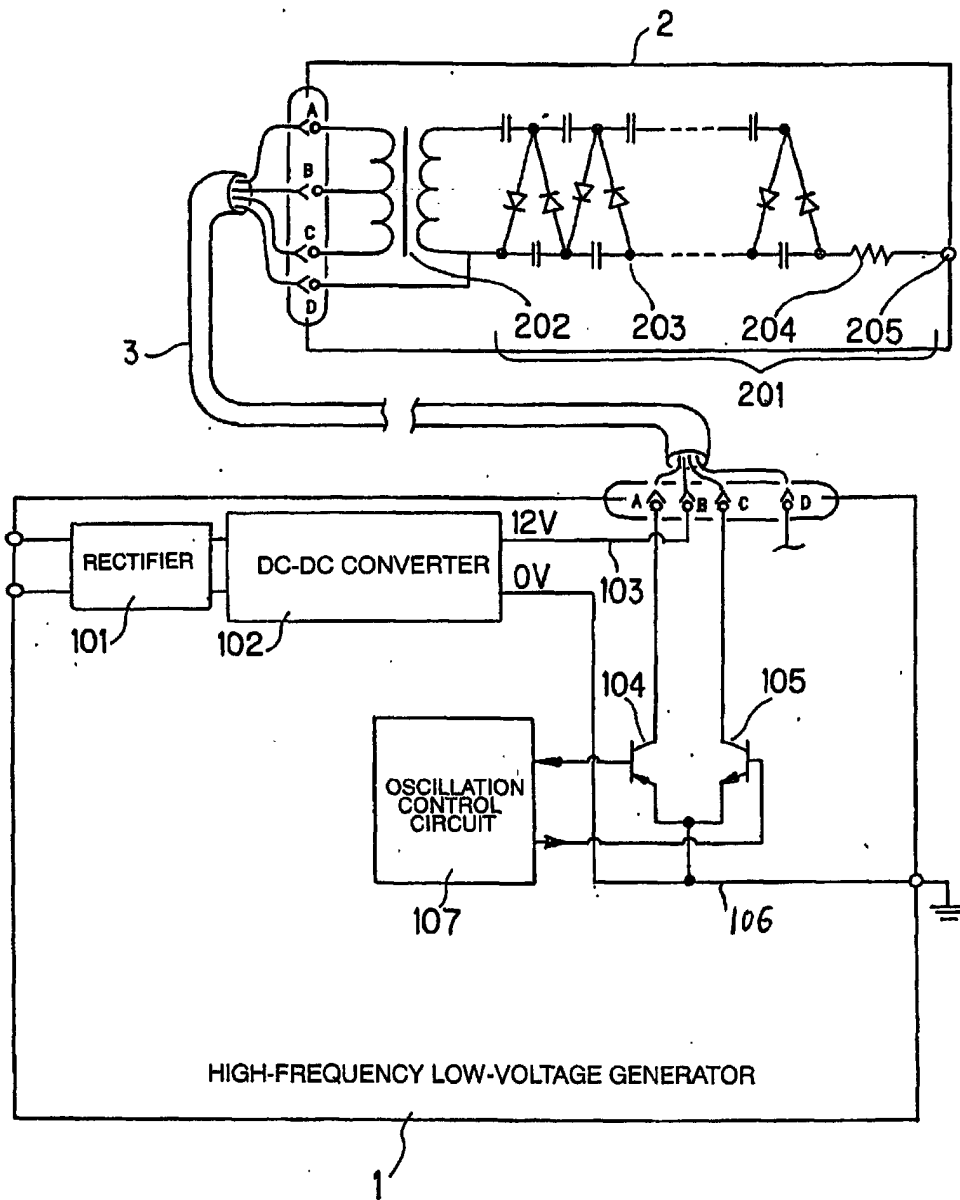 2
A
B
C
D
202
203
204
205
201
3
A
B
C
D
12V
RECTIFIER
DC-DC CONVERTER
0V
103
101
102
104
105
OSCILLATION
CONTROL
CIRCUIT
107
106
HIGH-FREQUENCY LOW-VOLTAGE GENERATOR
1